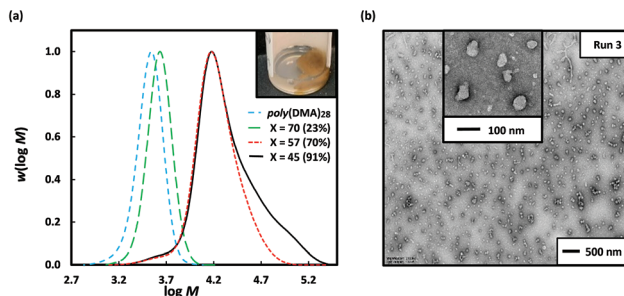 (a)
w(log M)
1.0
0.8
0.6
0.4
0.2
0.0
2.7 3.2 3.7 4.2 4.7 5.2
log M
poly(DMA)28
X = 70 (23%)
X = 57 (70%)
X = 45 (91%)
(b)
Run 3
100 nm
500 nm